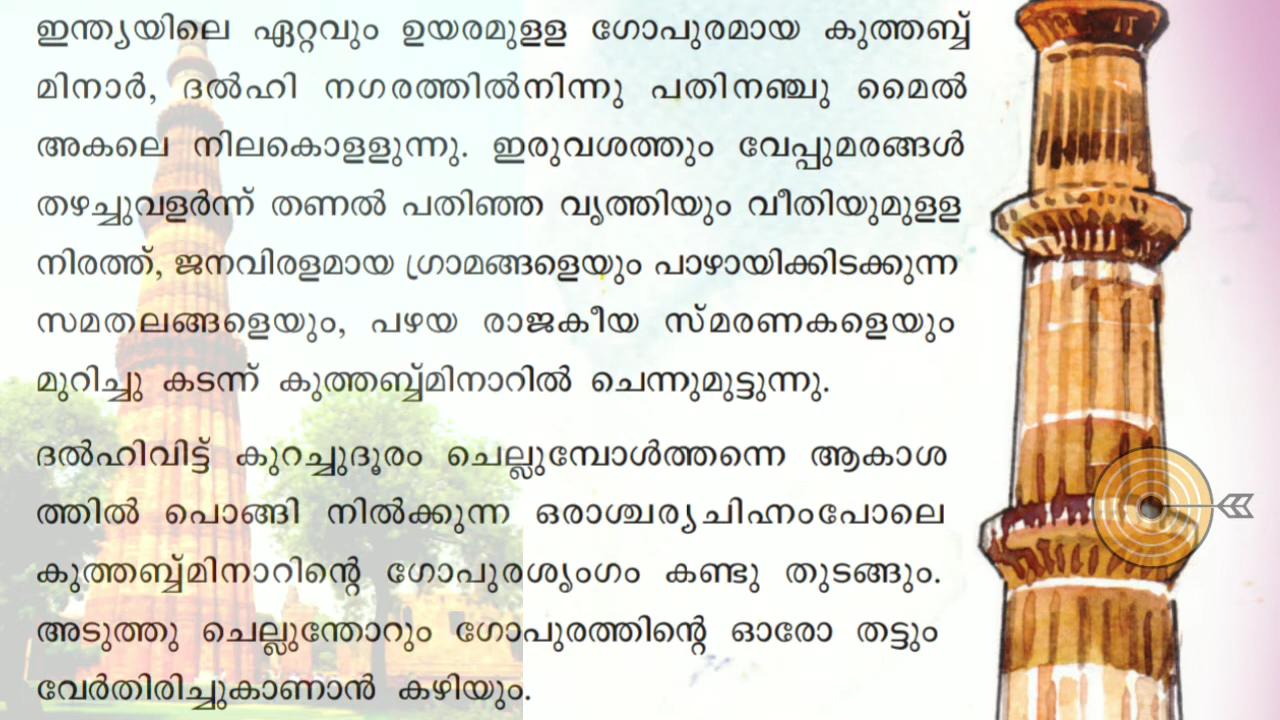 ഇന്ത്യയിലെ ഏറ്റവും ഉയരമുള്ള ഗോപുരമായ കുത്തബ്ബ്
മിനാർ, ദൽഹി നഗരത്തിൽനിന്നു പതിനഞ്ചു മൈൽ
അകലെ നിലകൊള്ളുന്നു. ഇരുവശത്തും വേപ്പുമരങ്ങൾ
തഴച്ചുവളർന്ന് തണൽ പതിഞ്ഞ വൃത്തിയും വീതിയുമുള്ള
നിരത്ത്, ജനവിരളമായ ഗ്രാമങ്ങളെയും പാഴായിക്കിടക്കുന്ന
സമതലങ്ങളെയും, പഴയ രാജകീയ സ്മരണകളെയും
മുറിച്ചു കടന്ന് കുത്തബ്ബ്മിനാറിൽ ചെന്നുമുട്ടുന്നു.
ദൽഹിവിട്ട് കുറച്ചുദൂരം ചെല്ലുമ്പോൾത്തന്നെ ആകാശ
ത്തിൽ പൊങ്ങി നിൽക്കുന്ന ഒരാശ്ചര്യചിഹ്നംപോലെ
കുത്തബ്ബ്മിനാറിന്റെ ഗോപുരശൃംഗം കണ്ടു തുടങ്ങും.
അടുത്തു ചെല്ലുന്തോറും ഗോപുരത്തിന്റെ ഓരോ തട്ടും
വേർതിരിച്ചുകാണാൻ കഴിയും.